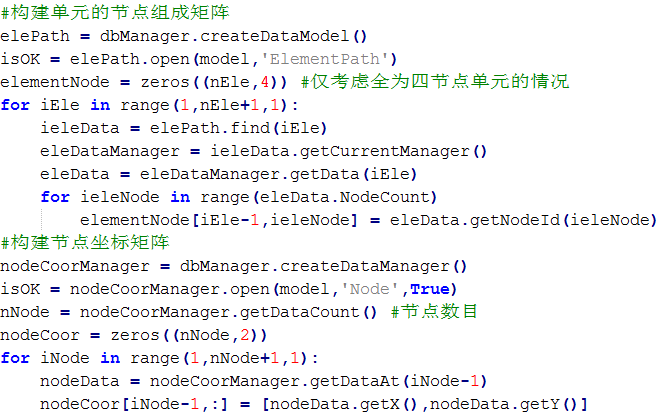 #构建单元的节点组成矩阵
elePath = dbManager.createDataModel()
isOK = elePath.open(model,'ElementPath')
elementNode = zeros((nEle,4)) #仅考虑全为四节点单元的情况
for iEle in range(1,nEle+1,1):
    ieleData = elePath.find(iEle)
    eleDataManager = ieleData.getCurrentManager()
    eleData = eleDataManager.getData(iEle)
    for ieleNode in range(eleData.NodeCount)
        elementNode[iEle-1,ieleNode] = eleData.getNodeId(ieleNode)
#构建节点坐标矩阵
nodeCoorManager = dbManager.createDataManager()
isOK = nodeCoorManager.open(model,'Node',True)
nNode = nodeCoorManager.getDataCount() #节点数目
nodeCoor = zeros((nNode,2))
for iNode in range(1,nNode+1,1):
    nodeData = nodeCoorManager.getDataAt(iNode-1)
    nodeCoor[iNode-1,:] = [nodeData.getX(),nodeData.getY()]